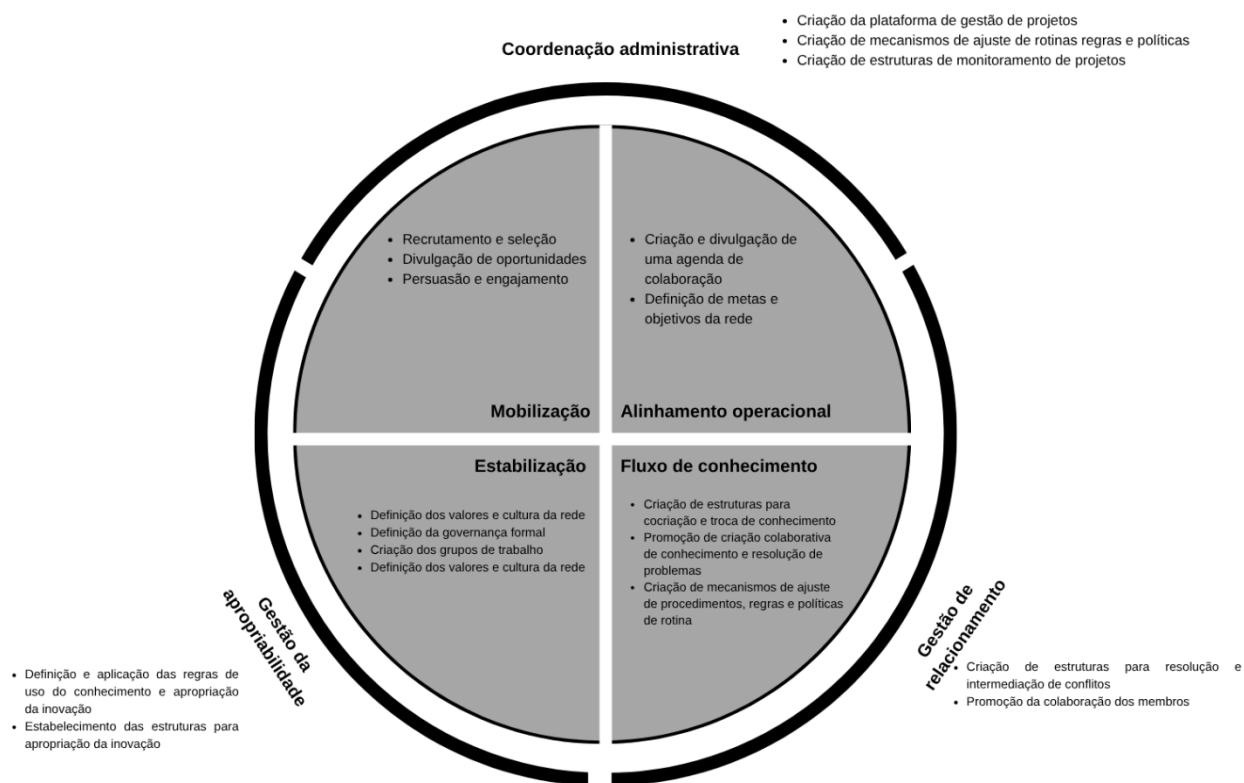 Coordenação administrativa
• Criação da plataforma de gestão de projetos
• Criação de mecanismos de ajuste de rotinas regras e políticas
• Criação de estruturas de monitoramento de projetos
• Recrutamento e seleção
• Divulgação de oportunidades
• Persuasão e engajamento
Mobilização
• Criação e divulgação de
uma agenda de
colaboração
• Definição de metas e
objetivos da rede
Alinhamento operacional
Estabilização
• Definição dos valores e cultura da rede
• Definição da governança formal
• Criação dos grupos de trabalho
• Definição dos valores e cultura da rede
Fluxo de conhecimento
• Criação de estruturas para
cocriação e troca de conhecimento
• Promoção de criação colaborativa
de conhecimento e resolução de
problemas
• Criação de mecanismos de ajuste
de procedimentos, regras e políticas
de rotina
Gestão da
apropriabilidade
• Definição e aplicação das regras de
uso do conhecimento e apropriação
da inovação
• Estabelecimento das estruturas para
apropriação da inovação
Gestão de
relacionamento
• Criação de estruturas para resolução e
intermediação de conflitos
• Promoção da colaboração dos membros